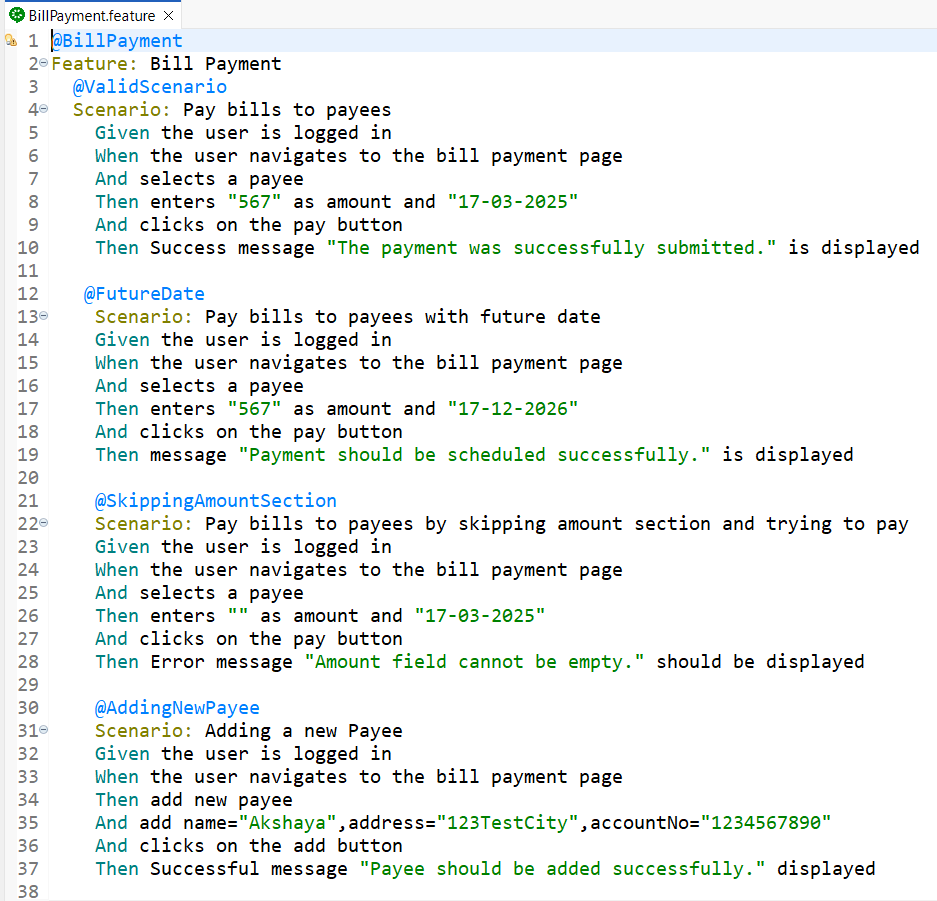 BillPayment.feature
1 @BillPayment
2 Feature: Bill Payment
3 @ValidScenario
4 Scenario: Pay bills to payees
5 Given the user is logged in
6 When the user navigates to the bill payment page
7 And selects a payee
8 Then enters "567" as amount and "17-03-2025"
9 And clicks on the pay button
10 Then Success message "The payment was successfully submitted." is displayed
11
12 @FutureDate
13 Scenario: Pay bills to payees with future date
14 Given the user is logged in
15 When the user navigates to the bill payment page
16 And selects a payee
17 Then enters "567" as amount and "17-12-2026"
18 And clicks on the pay button
19 Then message "Payment should be scheduled successfully." is displayed
20
21 @SkippingAmountSection
22 Scenario: Pay bills to payees by skipping amount section and trying to pay
23 Given the user is logged in
24 When the user navigates to the bill payment page
25 And selects a payee
26 Then enters "" as amount and "17-03-2025"
27 And clicks on the pay button
28 Then Error message "Amount field cannot be empty." should be displayed
29
30 @AddingNewPayee
31 Scenario: Adding a new Payee
32 Given the user is logged in
33 When the user navigates to the bill payment page
34 Then add new payee
35 And add name="Akshaya",address="123TestCity",accountNo="1234567890"
36 And clicks on the add button
37 Then Successful message "Payee should be added successfully." displayed
38